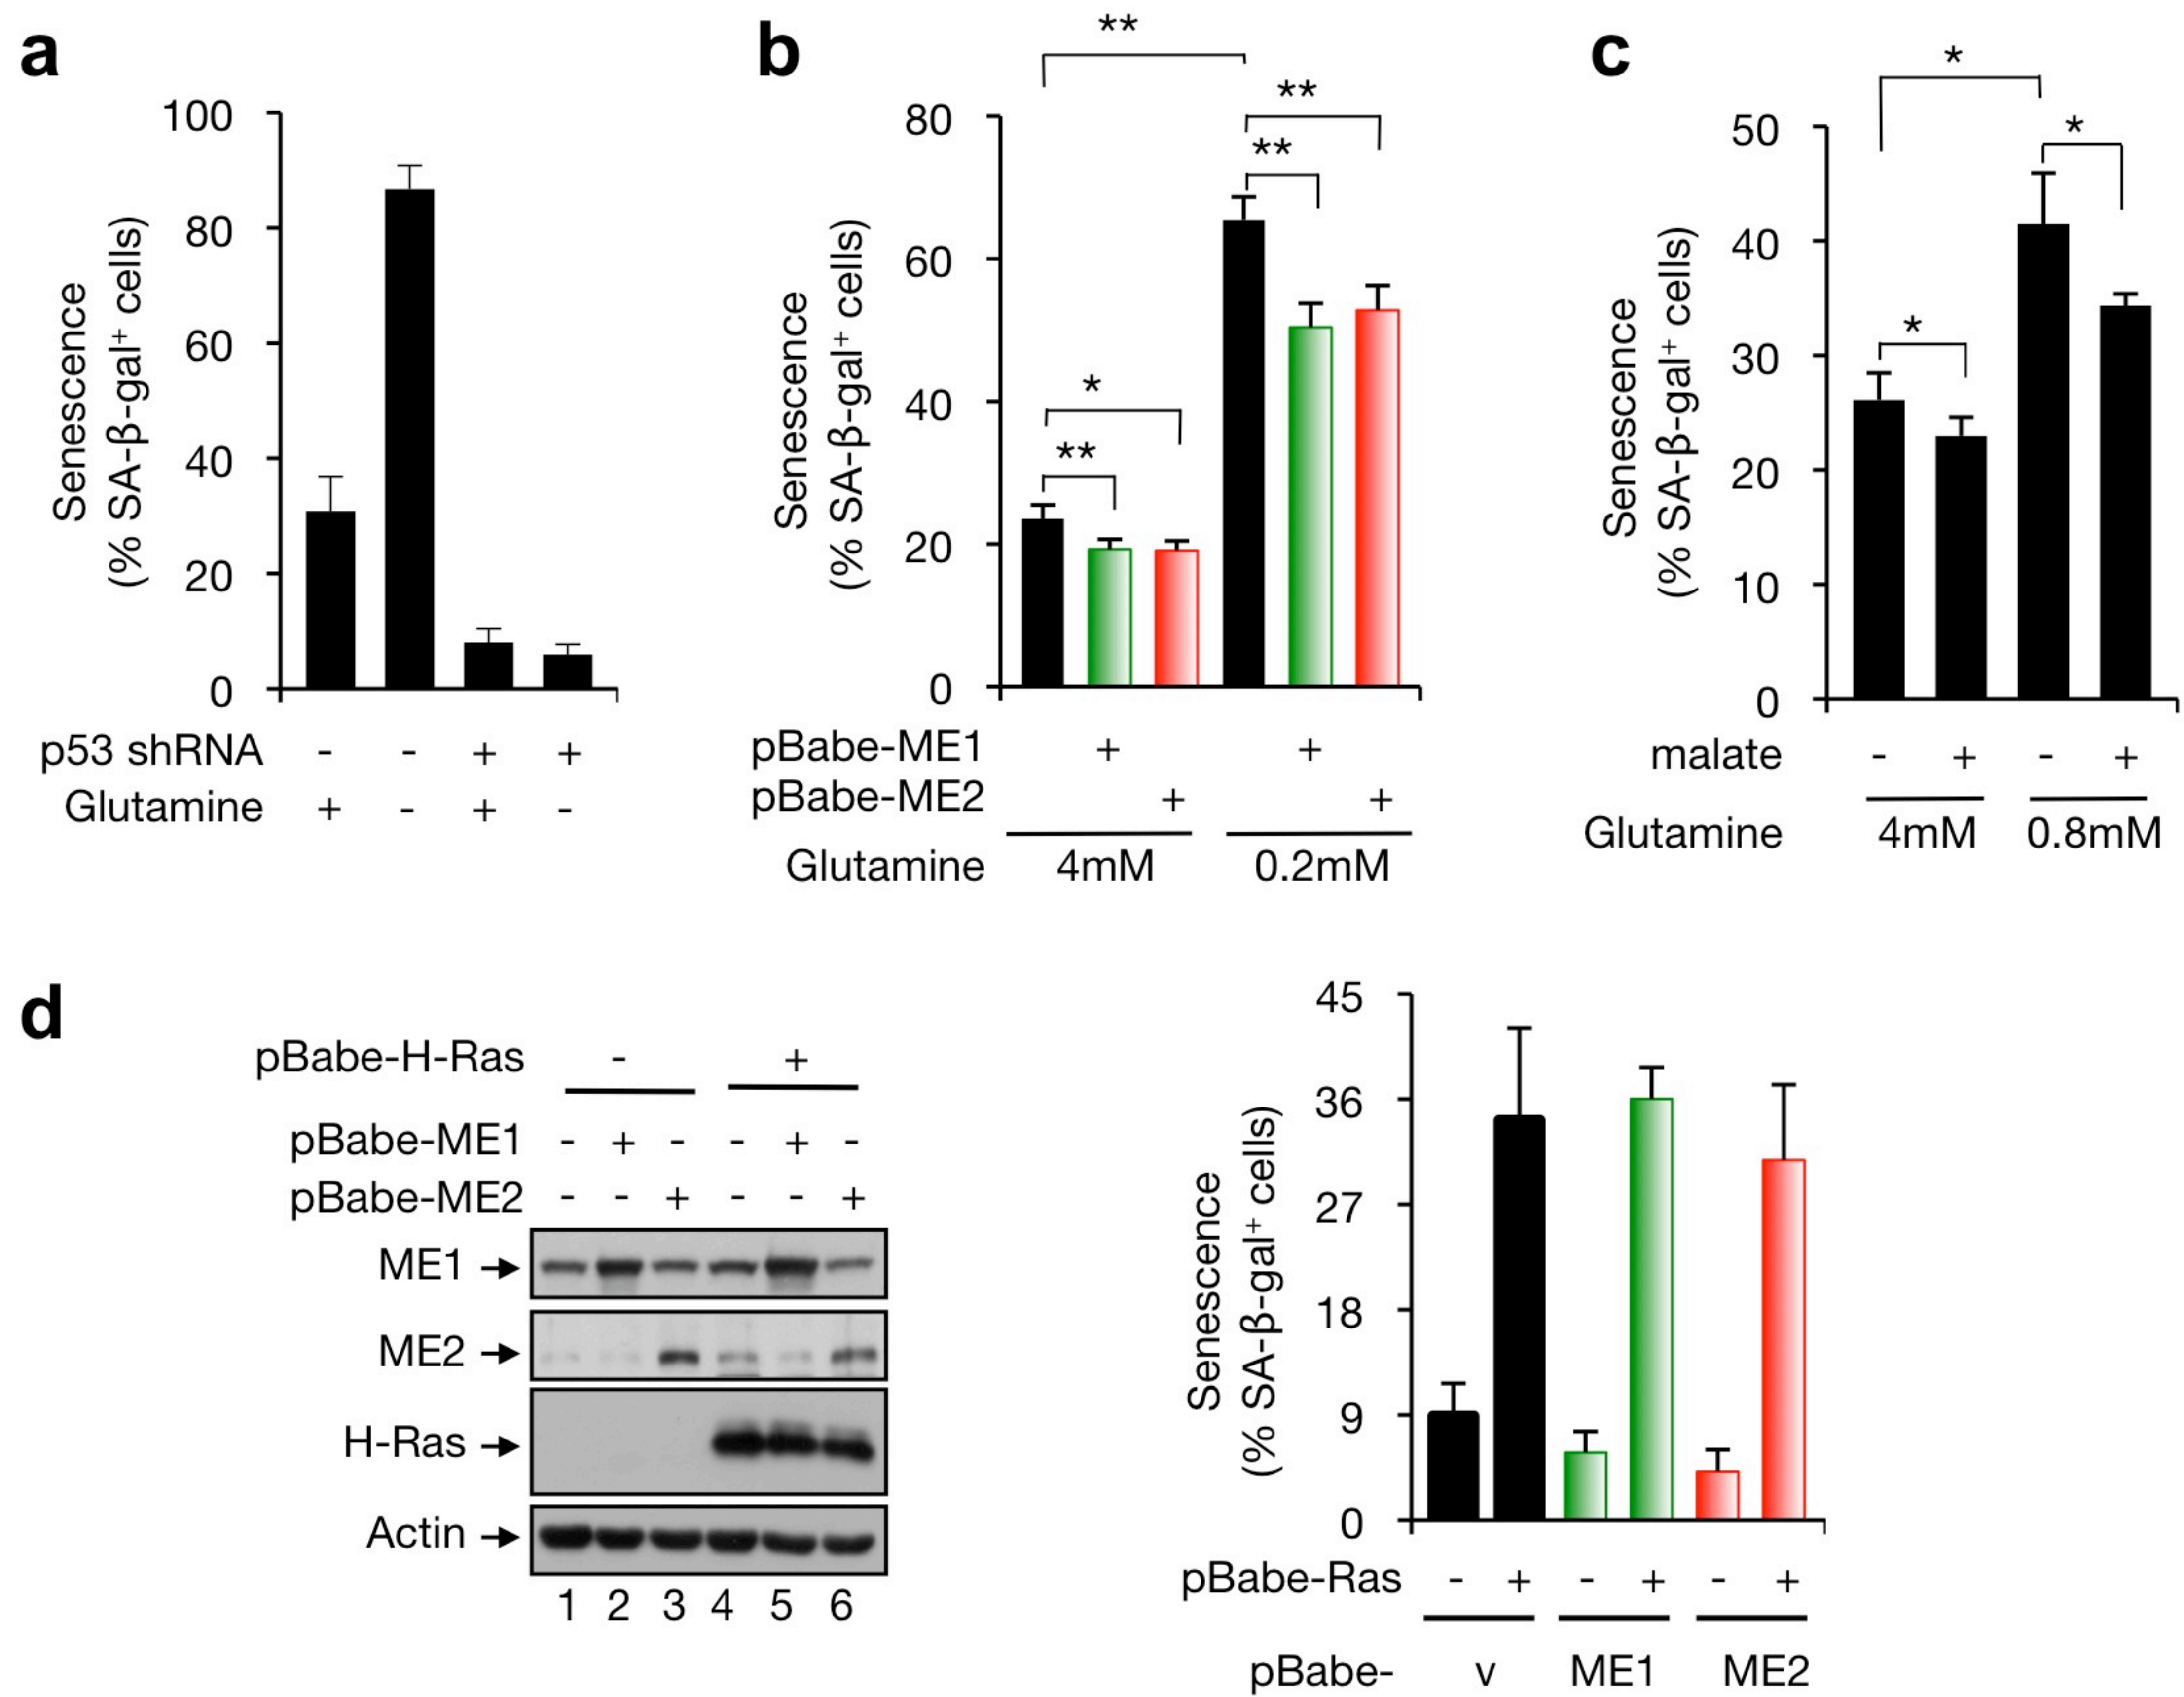 a
Senescence
(% SA-β-gal⁺ cells)
100
80
60
40
20
0
p53 shRNA - - + +
Glutamine + - + -
b
**
**
**
*
**
Senescence
(% SA-β-gal⁺ cells)
80
60
40
20
0
pBabe-ME1 + +
pBabe-ME2 + +
Glutamine 4mM 0.2mM
c
*
*
*
Senescence
(% SA-β-gal⁺ cells)
50
40
30
20
10
0
malate - + - +
Glutamine 4mM 0.8mM
d
pBabe-H-Ras - +
pBabe-ME1 - + - - + -
pBabe-ME2 - - + - - +
ME1
ME2
H-Ras
Actin
1 2 3 4 5 6
Senescence
(% SA-β-gal⁺ cells)
45
36
27
18
9
0
pBabe-Ras - + - + - +
pBabe- v ME1 ME2